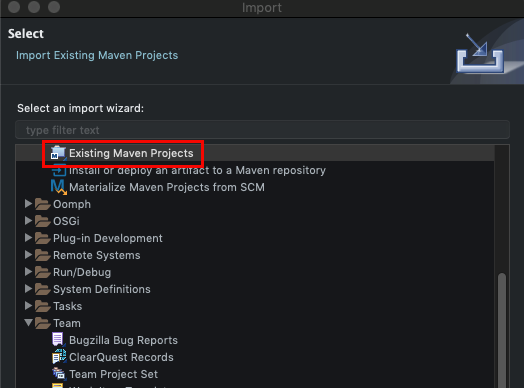 Import
Select
Import Existing Maven Projects
Select an import wizard:
type filter text
Existing Maven Projects
Install or deploy an artifact to a Maven repository
Materialize Maven Projects from SCM
Oomph
OSGi
Plug-in Development
Remote Systems
Run/Debug
System Definitions
Tasks
Team
Bugzilla Bug Reports
ClearQuest Records
Team Project Set